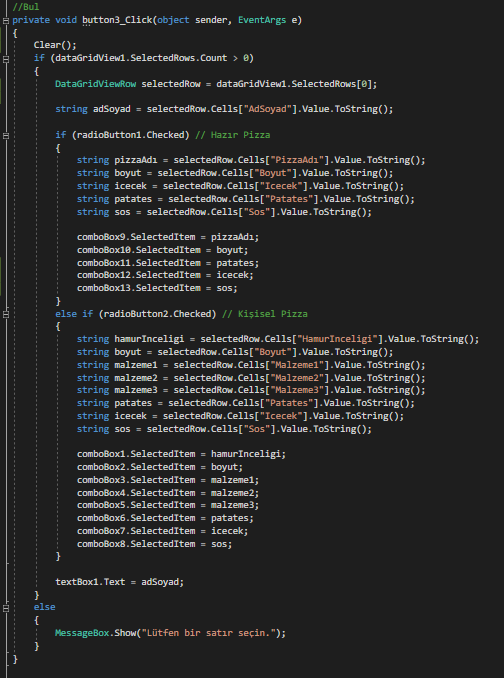 //Bul
private void button3_Click(object sender, EventArgs e)
{
Clear();
if (dataGridView1.SelectedRows.Count > 0)
{
DataGridViewRow selectedRow = dataGridView1.SelectedRows[0];
string adSoyad = selectedRow.Cells["AdSoyad"].Value.ToString();
if (radioButton1.Checked) // Hazır Pizza
{
string pizzaAdı = selectedRow.Cells["PizzaAdı"].Value.ToString();
string boyut = selectedRow.Cells["Boyut"].Value.ToString();
string icecek = selectedRow.Cells["Icecek"].Value.ToString();
string patates = selectedRow.Cells["Patates"].Value.ToString();
string sos = selectedRow.Cells["Sos"].Value.ToString();
comboBox9.SelectedItem = pizzaAdı;
comboBox10.SelectedItem = boyut;
comboBox11.SelectedItem = patates;
comboBox12.SelectedItem = icecek;
comboBox13.SelectedItem = sos;
}
else if (radioButton2.Checked) // Kişisel Pizza
{
string hamurInceligi = selectedRow.Cells["HamurInceligi"].Value.ToString();
string boyut = selectedRow.Cells["Boyut"].Value.ToString();
string malzeme1 = selectedRow.Cells["Malzeme1"].Value.ToString();
string malzeme2 = selectedRow.Cells["Malzeme2"].Value.ToString();
string malzeme3 = selectedRow.Cells["Malzeme3"].Value.ToString();
string patates = selectedRow.Cells["Patates"].Value.ToString();
string icecek = selectedRow.Cells["Icecek"].Value.ToString();
string sos = selectedRow.Cells["Sos"].Value.ToString();
comboBox1.SelectedItem = hamurInceligi;
comboBox2.SelectedItem = boyut;
comboBox3.SelectedItem = malzeme1;
comboBox4.SelectedItem = malzeme2;
comboBox5.SelectedItem = malzeme3;
comboBox6.SelectedItem = patates;
comboBox7.SelectedItem = icecek;
comboBox8.SelectedItem = sos;
}
textBox1.Text = adSoyad;
}
else
{
MessageBox.Show("Lütfen bir satır seçin.");
}
}